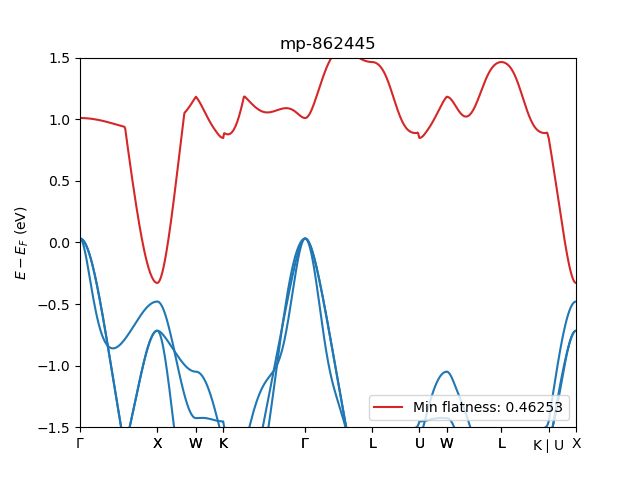 mp-862445
E − E_F (eV)
1.5
1.0
0.5
0.0
−0.5
−1.0
−1.5
Min flatness: 0.46253
Γ X W K Γ L U W L K | U X